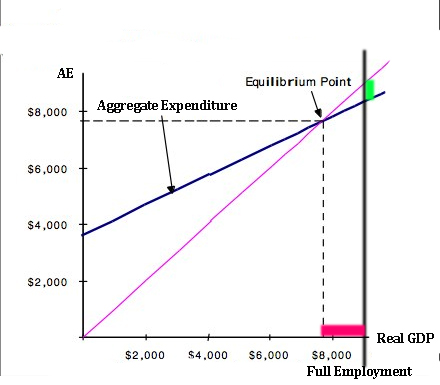 AE
Equilibrium Point
Aggregate Expenditure
$8,000
$6,000
$4,000
$2,000
$2,000 $4,000 $6,000 $8,000
Real GDP
Full Employment